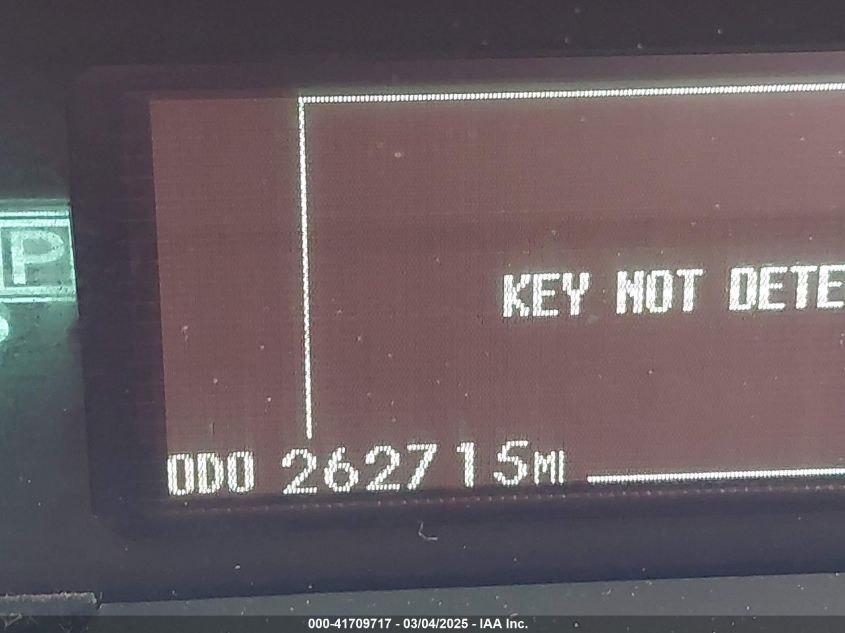 P
KEY NOT DETE
ODO 262715MI
000-41709717 - 03/04/2025 - IAA Inc.